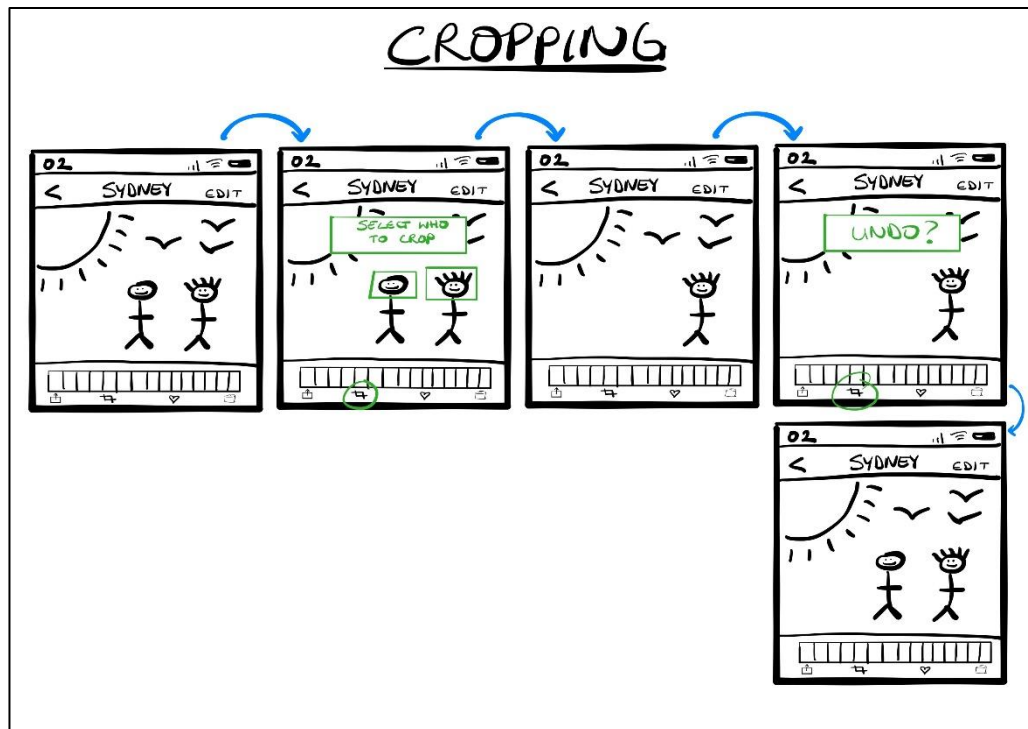 CROPPING
02
< SYDNEY EDIT
02
< SYDNEY EDIT
SELECT WHO
TO CROP
02
< SYDNEY EDIT
02
< SYDNEY EDIT
UNDO?
02
< SYDNEY EDIT